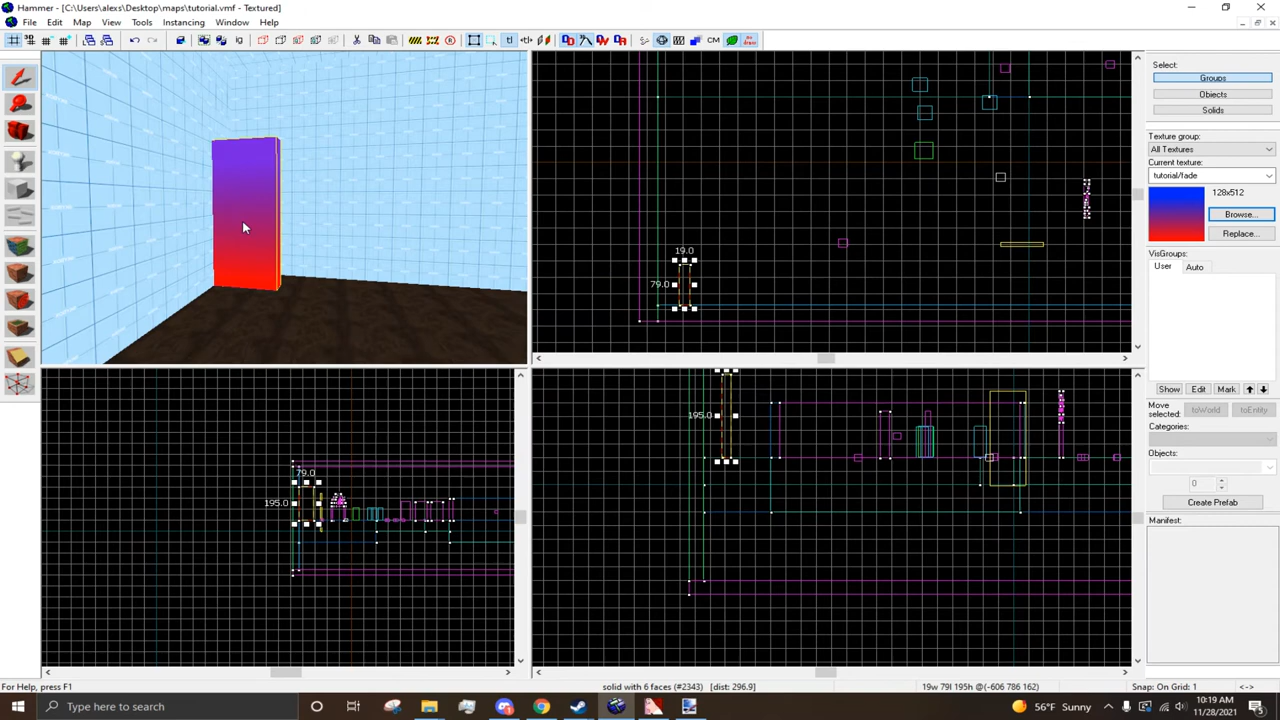 Hammer - [C:\Users\alexs\Desktop\maps\tutorial.vmf - Textured]
File Edit Map View Tools Instancing Window Help
ig
CM
Select:
Groups
Objects
Solids
Texture group:
All Textures
Current texture:
tutorial/fade
128x512
Browse...
Replace...
VisGroups:
User Auto
Show Edit Mark
Move selected:
toWorld toEntity
Categories:
Objects:
0
Create Prefab
Manifest:
19.0
79.0
79.0
195.0
195.0
For Help, press F1
solid with 6 faces (#2343) [dist: 296.9]
19w 79l 195h @(-606 786 162)
Snap: On Grid: 1
<->
Type here to search
56°F Sunny
10:19 AM
11/28/2021